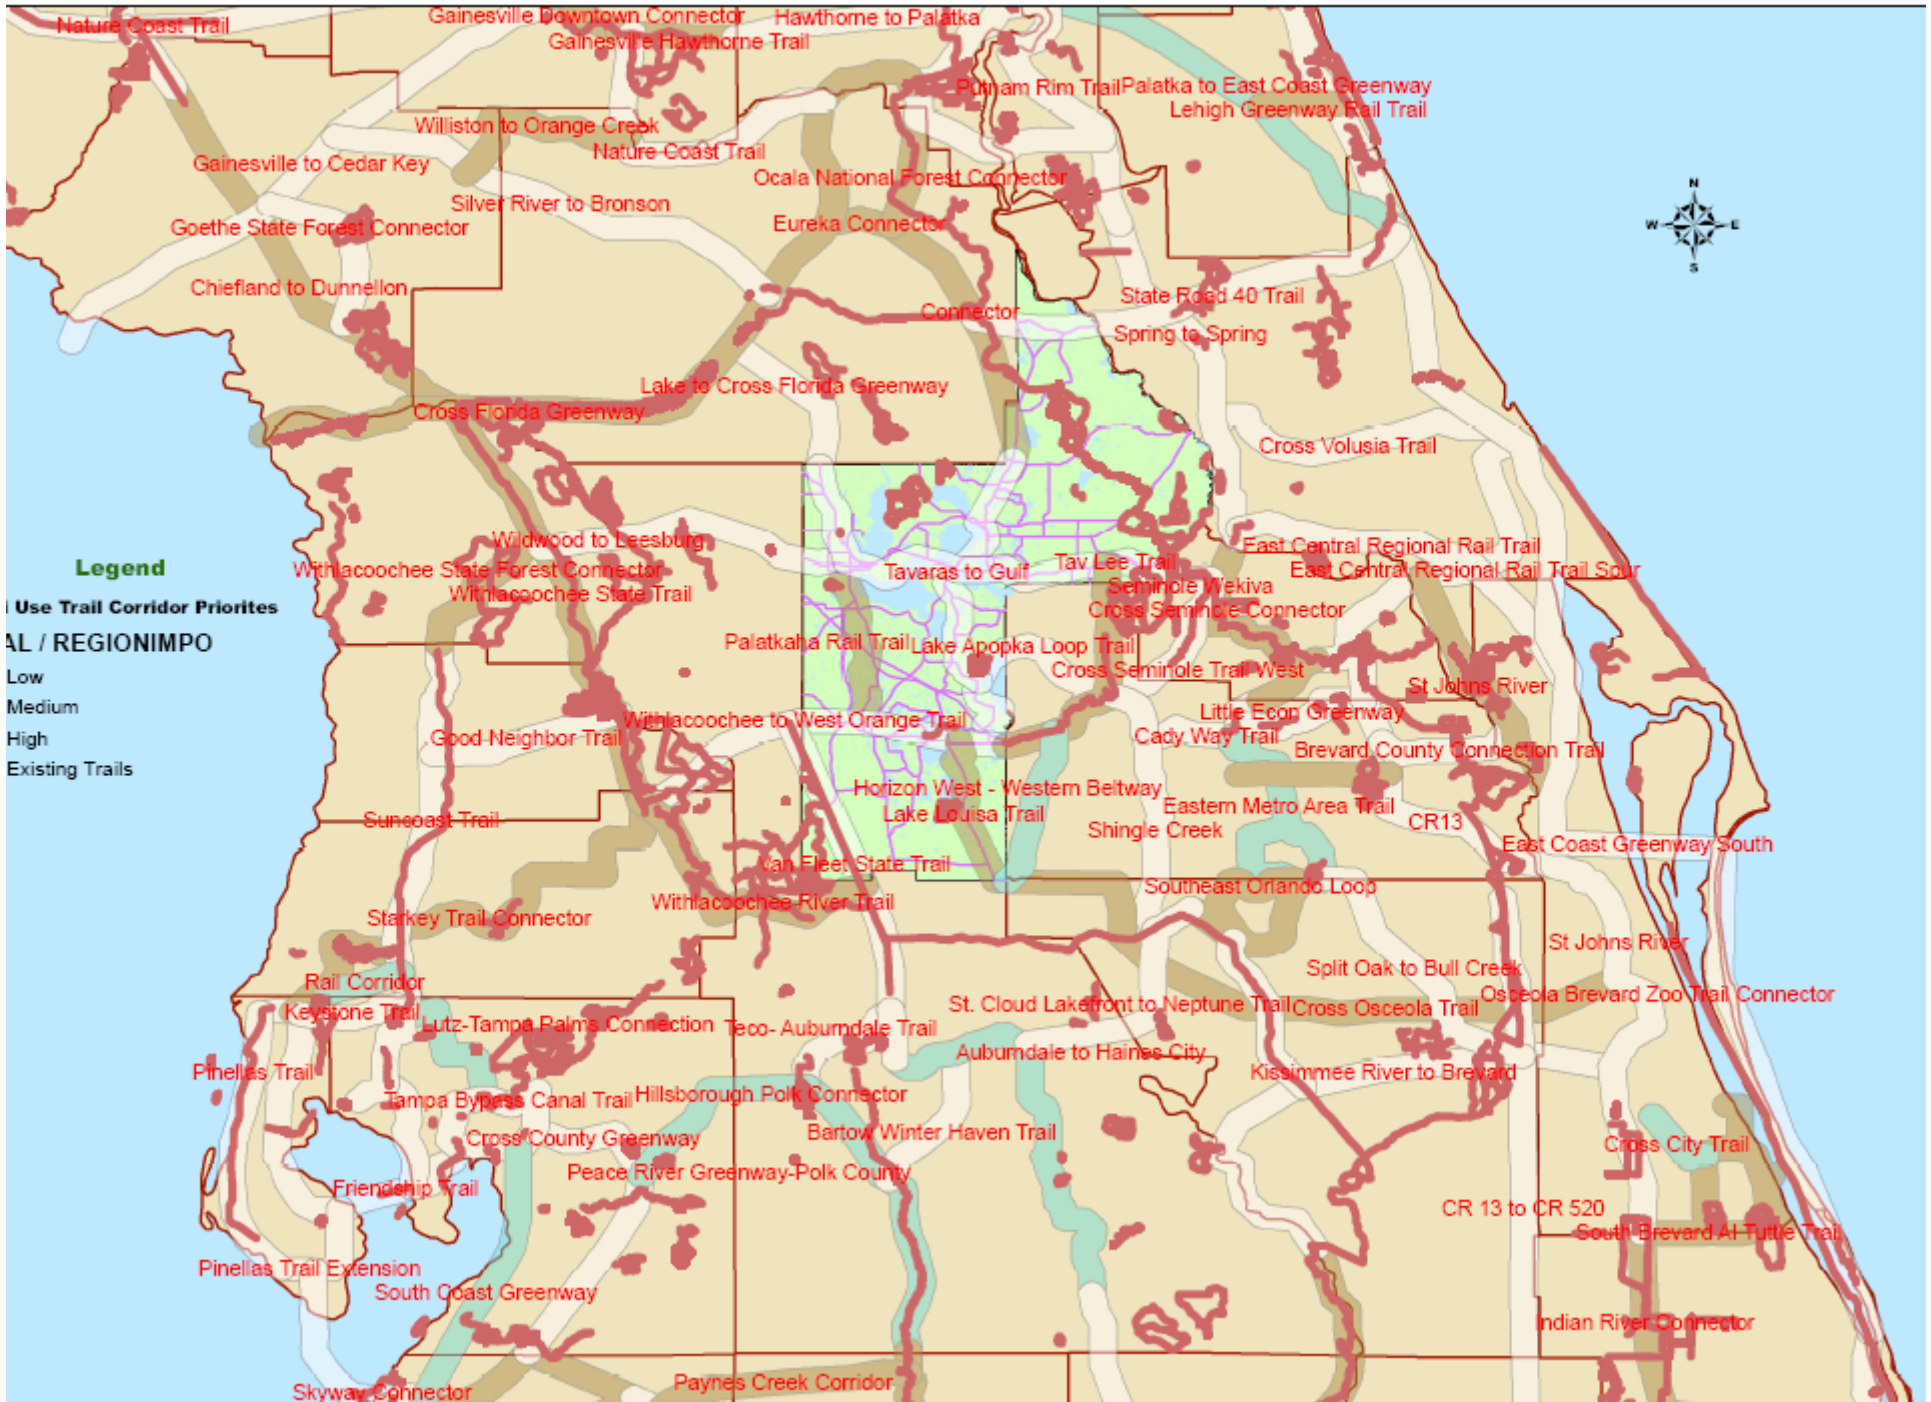 Gainesville Downtown Connector
Hawthorne to Palatka
Nature Coast Trail
Gainesville Hawthorne Trail
Putnam Rim Trail
Palatka to East Coast Greenway
Lehigh Greenway Rail Trail
Williston to Orange Creek
Nature Coast Trail
Gainesville to Cedar Key
Ocala National Forest Connector
Silver River to Bronson
Goethe State Forest Connector
Eureka Connector
N
W
E
S
Chiefland to Dunnellon
State Road 40 Trail
Connector
Spring to Spring
Lake to Cross Florida Greenway
Cross Florida Greenway
Cross Volusia Trail
Wildwood to Leesburg
East Central Regional Rail Trail
Legend
Withlacoochee State Forest Connector
Tavaras to Gulf
Tav Lee Trail
East Central Regional Rail Trail Spur
Seminole Wekiva
Withlacoochee State Trail
i Use Trail Corridor Priorites
Cross Seminole Connector
AL / REGIONIMPO
Palatkaha Rail Trail
Lake Apopka Loop Trail
Low
Cross Seminole Trail West
St Johns River
Medium
Withlacoochee to West Orange Trail
Little Econ Greenway
High
Good Neighbor Trail
Cady Way Trail
Brevard County Connection Trail
Existing Trails
Horizon West - Western Beltway
Eastern Metro Area Trail
Suncoast Trail
Lake Louisa Trail
Shingle Creek
CR13
East Coast Greenway South
Van Fleet State Trail
Southeast Orlando Loop
Withlacoochee River Trail
Starkey Trail Connector
St Johns River
Split Oak to Bull Creek
Rail Corridor
Osceola Brevard Zoo Trail Connector
Keystone Trail
St. Cloud Lakefront to Neptune Trail
Cross Osceola Trail
Lutz-Tampa Palms Connection
Teco- Auburndale Trail
Auburndale to Haines City
Pinellas Trail
Kissimmee River to Brevard
Tampa Bypass Canal Trail
Hillsborough Polk Connector
Cross County Greenway
Bartow Winter Haven Trail
Cross City Trail
Peace River Greenway-Polk County
Friendship Trail
CR 13 to CR 520
South Brevard Al Tuttle Trail
Pinellas Trail Extension
South Coast Greenway
Indian River Connector
Skyway Connector
Paynes Creek Corridor